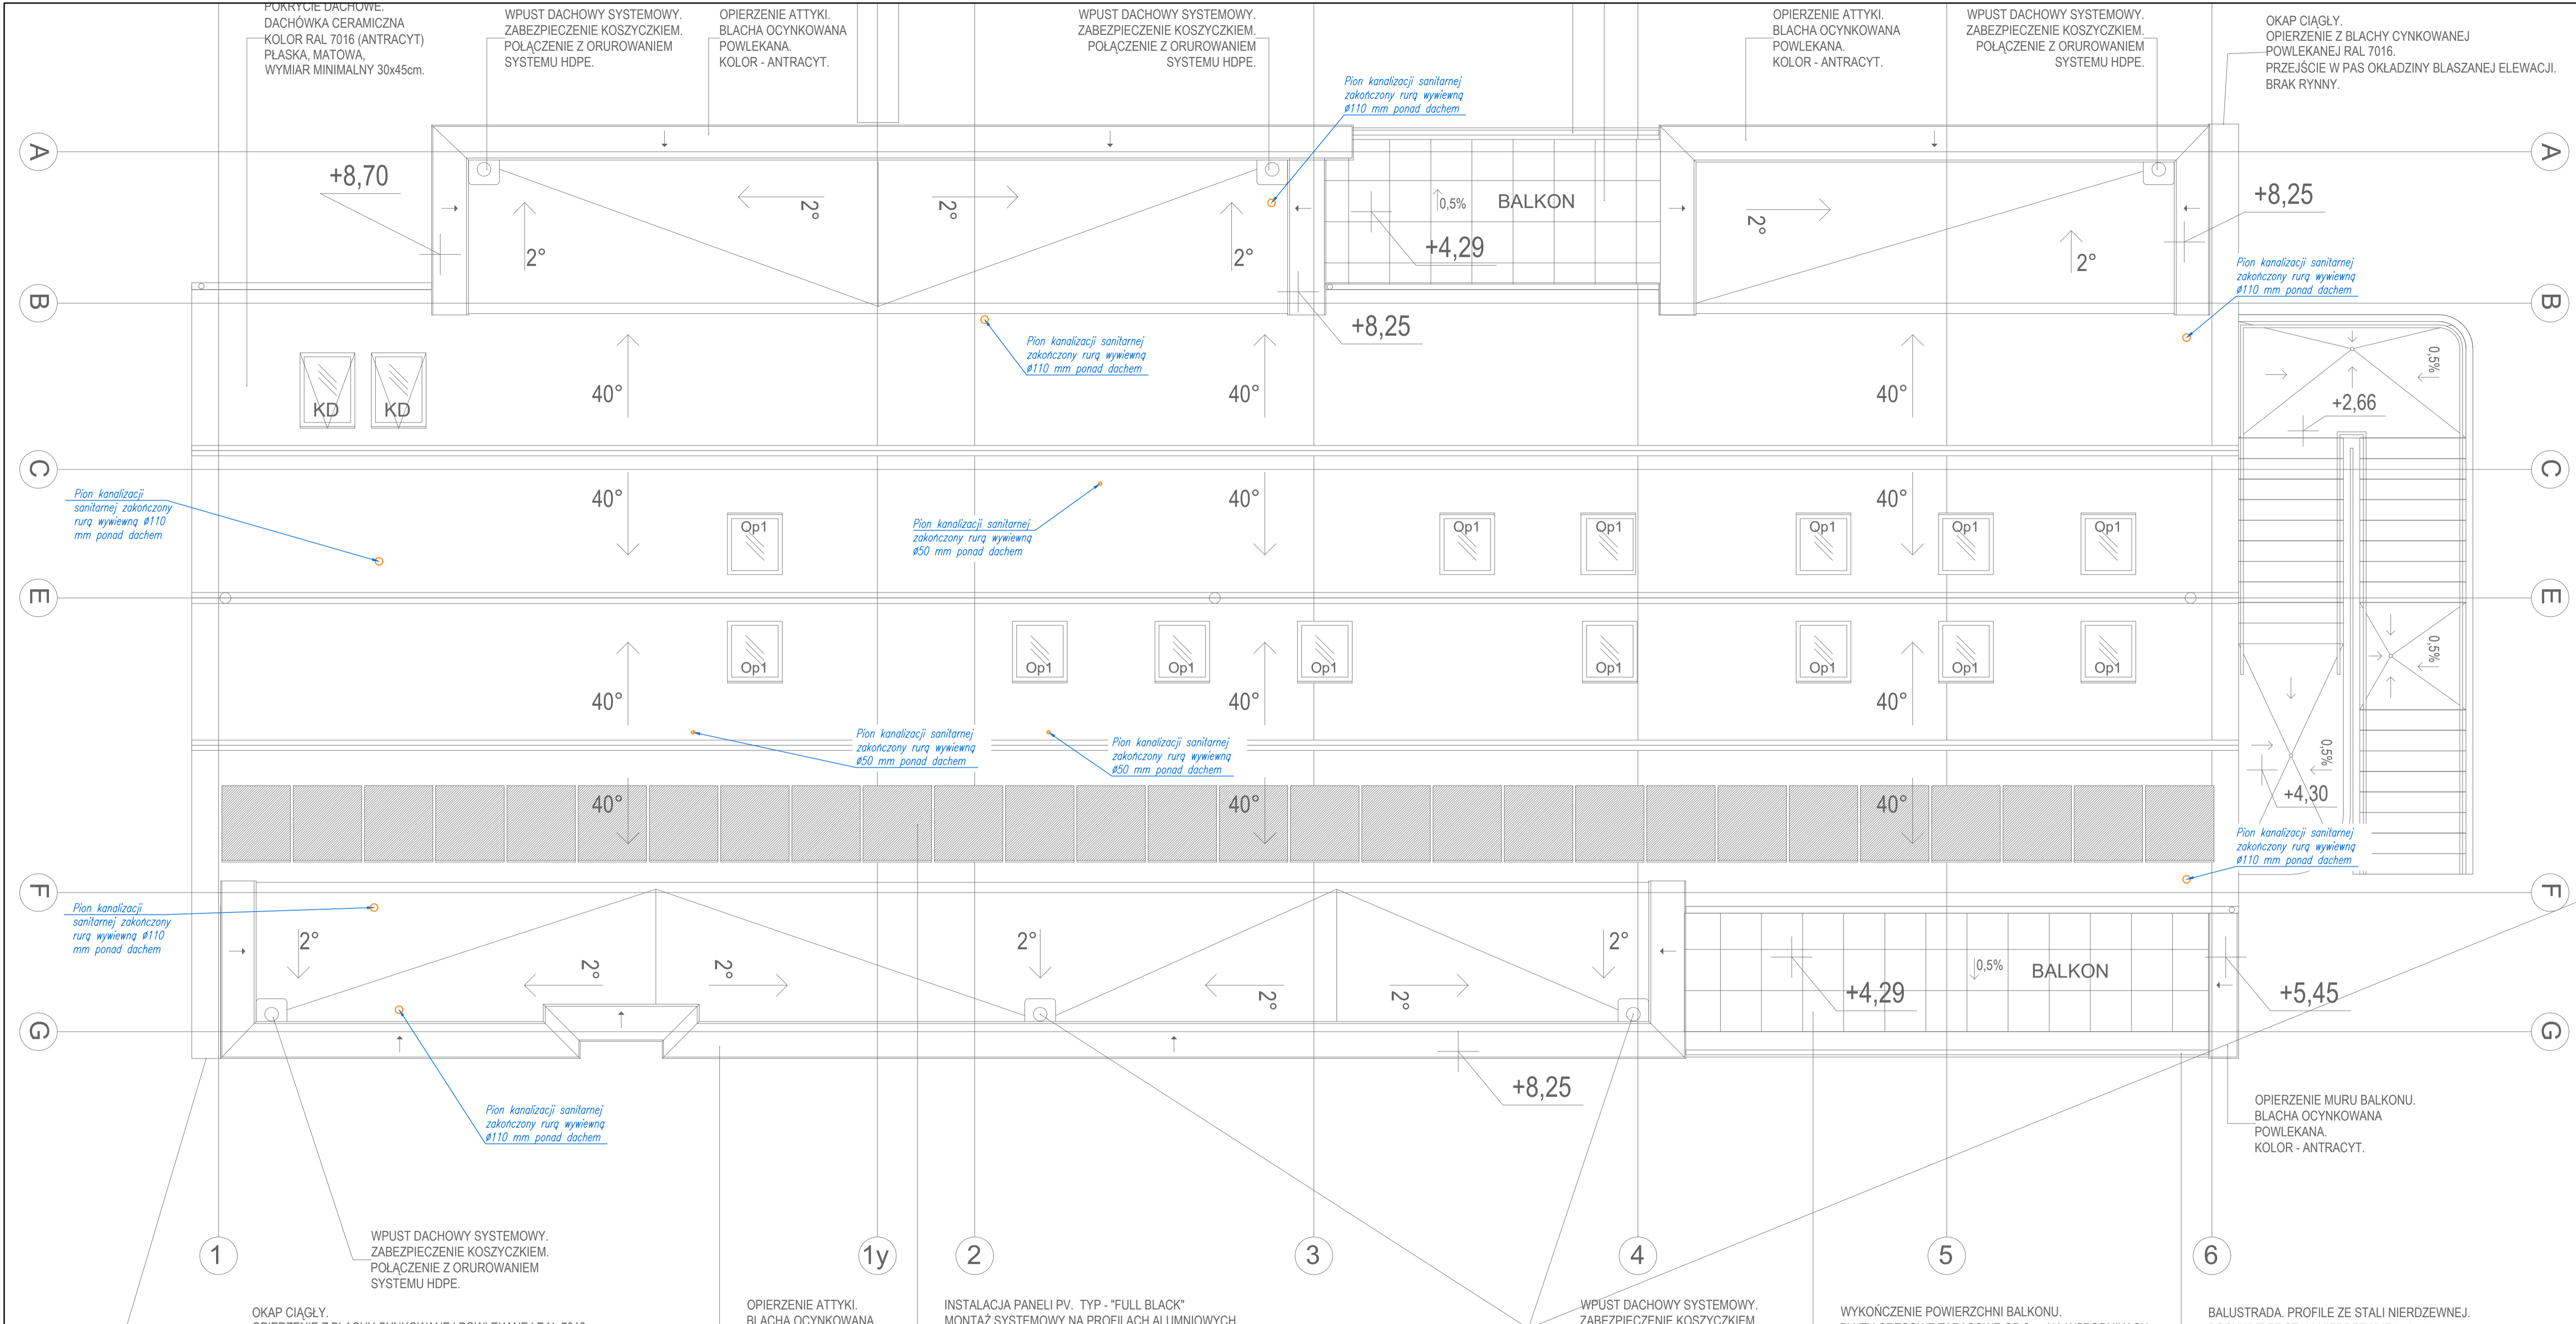 POKRYCIE DACHOWE.
DACHÓWKA CERAMICZNA
KOLOR RAL 7016 (ANTRACYT)
PŁASKA, MATOWA,
WYMIAR MINIMALNY 30x45cm.
WPUST DACHOWY SYSTEMOWY.
ZABEZPIECZENIE KOSZYCZKIEM.
POŁĄCZENIE Z ORUROWANIEM
SYSTEMU HDPE.
OPIERZENIE ATTYKI.
BLACHA OCYNKOWANA
POWLEKANA.
KOLOR - ANTRACYT.
WPUST DACHOWY SYSTEMOWY.
ZABEZPIECZENIE KOSZYCZKIEM.
POŁĄCZENIE Z ORUROWANIEM
SYSTEMU HDPE.
Pion kanalizacji sanitarnej
zakończony rurą wywiewną
ø110 mm ponad dachem
OPIERZENIE ATTYKI.
BLACHA OCYNKOWANA
POWLEKANA.
KOLOR - ANTRACYT.
WPUST DACHOWY SYSTEMOWY.
ZABEZPIECZENIE KOSZYCZKIEM.
POŁĄCZENIE Z ORUROWANIEM
SYSTEMU HDPE.
OKAP CIĄGŁY.
OPIERZENIE Z BLACHY CYNKOWANEJ
POWLEKANEJ RAL 7016.
PRZEJŚCIE W PAS OKŁADZINY BLASZANEJ ELEWACJI.
BRAK RYNNY.
A
A
+8,70
2°
2°
2°
2°
0,5%
BALKON
+4,29
2°
2°
+8,25
Pion kanalizacji sanitarnej
zakończony rurą wywiewną
ø110 mm ponad dachem
B
B
+8,25
Pion kanalizacji sanitarnej
zakończony rurą wywiewną
ø110 mm ponad dachem
KD
KD
40°
40°
40°
0,5%
+2,66
C
C
Pion kanalizacji
sanitarnej zakończony
rurą wywiewną ø110
mm ponad dachem
40°
40°
40°
Pion kanalizacji sanitarnej
zakończony rurą wywiewną
ø50 mm ponad dachem
Op1
Op1
Op1
Op1
Op1
Op1
E
E
Op1
Op1
Op1
Op1
Op1
Op1
Op1
Op1
0,5%
40°
40°
40°
Pion kanalizacji sanitarnej
zakończony rurą wywiewną
ø50 mm ponad dachem
Pion kanalizacji sanitarnej
zakończony rurą wywiewną
ø50 mm ponad dachem
0,5%
+4,30
40°
40°
40°
Pion kanalizacji sanitarnej
zakończony rurą wywiewną
ø110 mm ponad dachem
F
F
Pion kanalizacji
sanitarnej zakończony
rurą wywiewną ø110
mm ponad dachem
2°
2°
2°
2°
2°
2°
2°
0,5%
BALKON
+4,29
+5,45
G
G
+8,25
Pion kanalizacji sanitarnej
zakończony rurą wywiewną
ø110 mm ponad dachem
OPIERZENIE MURU BALKONU.
BLACHA OCYNKOWANA
POWLEKANA.
KOLOR - ANTRACYT.
1
1y
2
3
4
5
6
WPUST DACHOWY SYSTEMOWY.
ZABEZPIECZENIE KOSZYCZKIEM.
POŁĄCZENIE Z ORUROWANIEM
SYSTEMU HDPE.
OKAP CIĄGŁY.
OPIERZENIE Z BLACHY CYNKOWANEJ POWLEKANEJ RAL 7016.
OPIERZENIE ATTYKI.
BLACHA OCYNKOWANA
INSTALACJA PANELI PV. TYP - "FULL BLACK"
MONTAŻ SYSTEMOWY NA PROFILACH ALUMNIOWYCH
WPUST DACHOWY SYSTEMOWY.
ZABEZPIECZENIE KOSZYCZKIEM.
WYKOŃCZENIE POWIERZCHNI BALKONU.
BALUSTRADA. PROFILE ZE STALI NIERDZEWNEJ.